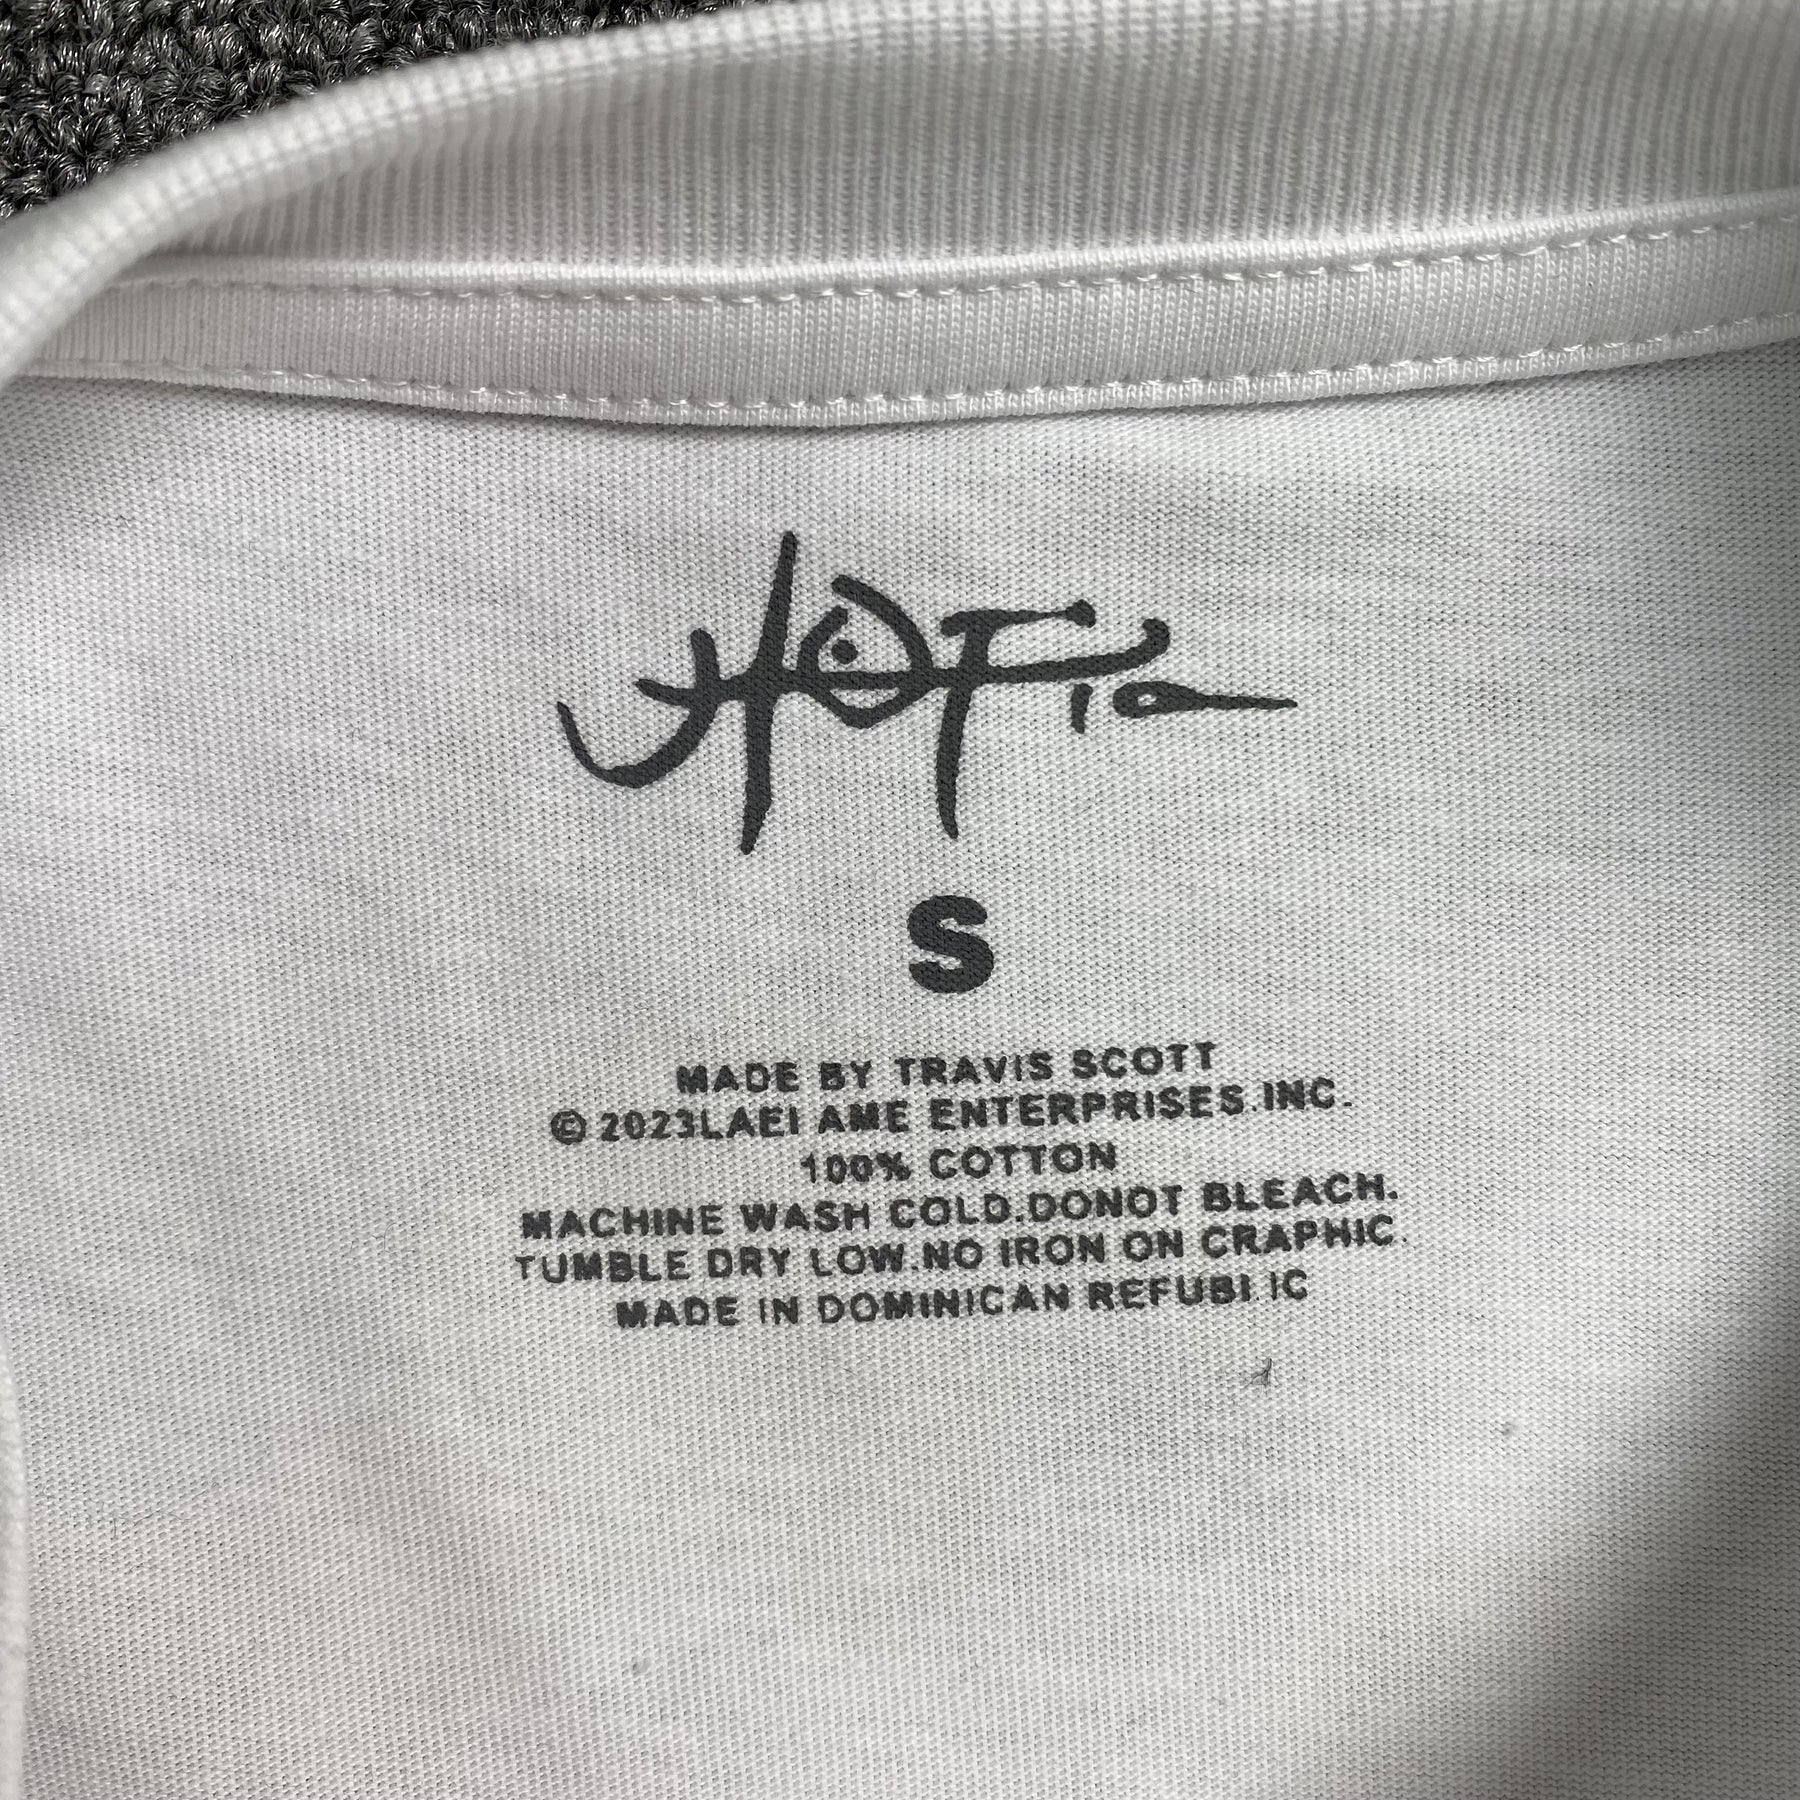 S
MADE BY TRAVIS SCOTT
© 2023LAEI AME ENTERPRISES.INC.
100% COTTON
MACHINE WASH COLD.DONOT BLEACH.
TUMBLE DRY LOW.NO IRON ON CRAPHIC.
MADE IN DOMINICAN REFUBLIC